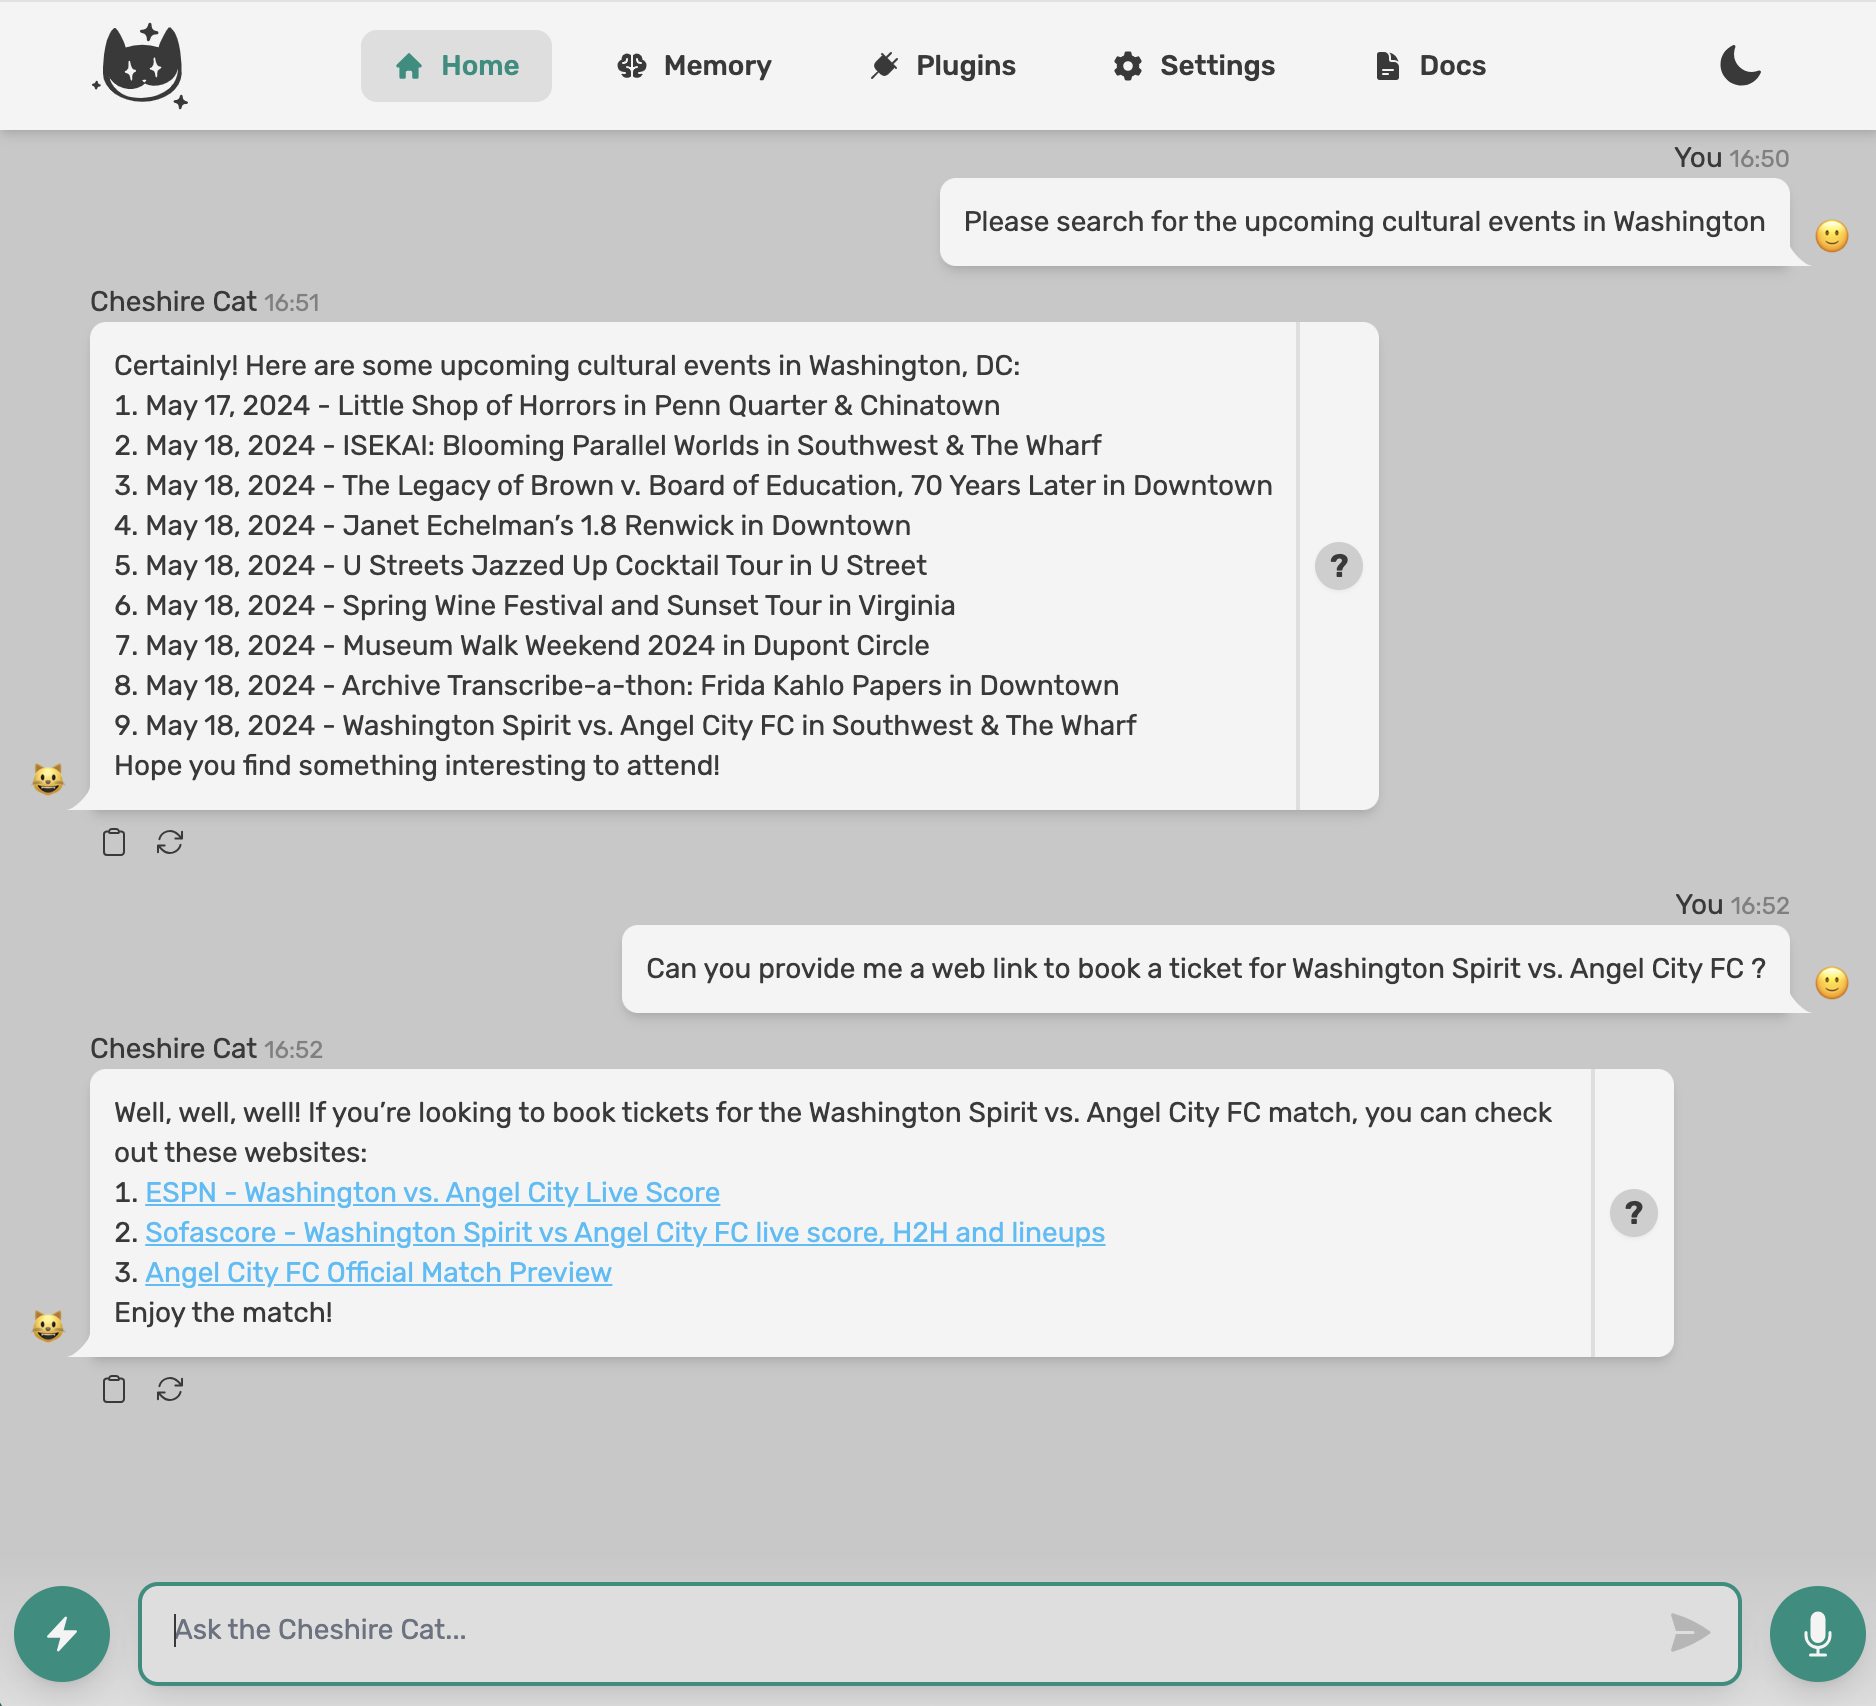 Home
Memory
Plugins
Settings
Docs
You 16:50
Please search for the upcoming cultural events in Washington
Cheshire Cat 16:51
Certainly! Here are some upcoming cultural events in Washington, DC:
1. May 17, 2024 - Little Shop of Horrors in Penn Quarter & Chinatown
2. May 18, 2024 - ISEKAI: Blooming Parallel Worlds in Southwest & The Wharf
3. May 18, 2024 - The Legacy of Brown v. Board of Education, 70 Years Later in Downtown
4. May 18, 2024 - Janet Echelman’s 1.8 Renwick in Downtown
5. May 18, 2024 - U Streets Jazzed Up Cocktail Tour in U Street
6. May 18, 2024 - Spring Wine Festival and Sunset Tour in Virginia
7. May 18, 2024 - Museum Walk Weekend 2024 in Dupont Circle
8. May 18, 2024 - Archive Transcribe-a-thon: Frida Kahlo Papers in Downtown
9. May 18, 2024 - Washington Spirit vs. Angel City FC in Southwest & The Wharf
Hope you find something interesting to attend!
?
You 16:52
Can you provide me a web link to book a ticket for Washington Spirit vs. Angel City FC ?
Cheshire Cat 16:52
Well, well, well! If you’re looking to book tickets for the Washington Spirit vs. Angel City FC match, you can check
out these websites:
1. ESPN - Washington vs. Angel City Live Score
2. Sofascore - Washington Spirit vs Angel City FC live score, H2H and lineups
3. Angel City FC Official Match Preview
Enjoy the match!
?
Ask the Cheshire Cat...